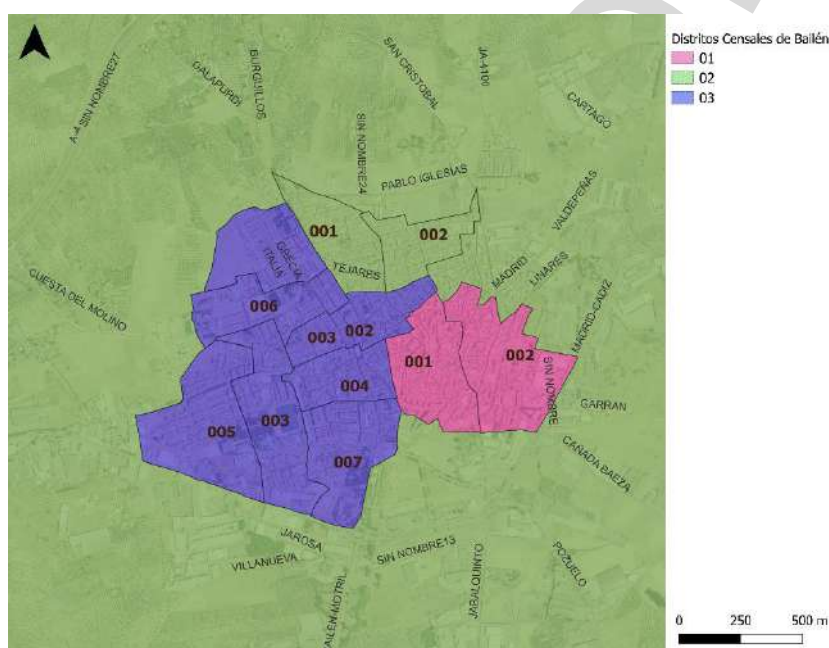 Distritos Censales de Bailén
01
02
03
A-4 SIN NOMBRE27
GALAPURDI
BURGUILLOS
SAN CRISTOBAL
JA-4100
CARTAGO
SIN NOMBRE24
PABLO IGLESIAS
VALDEPEÑAS
001
002
GRECIA
ITALIA
TEJARES
MADRID
LINARES
MADRID-CADIZ
CUESTA DEL MOLINO
006
003
002
001
002
004
SIN NOMBRE
GARRAN
005
003
007
CAÑADA BAEZA
JAROSA
VILLANUEVA
SIN NOMBRE13
JABALQUINTO
POZUELO
BAILEN-MOTRIL
0 250 500 m